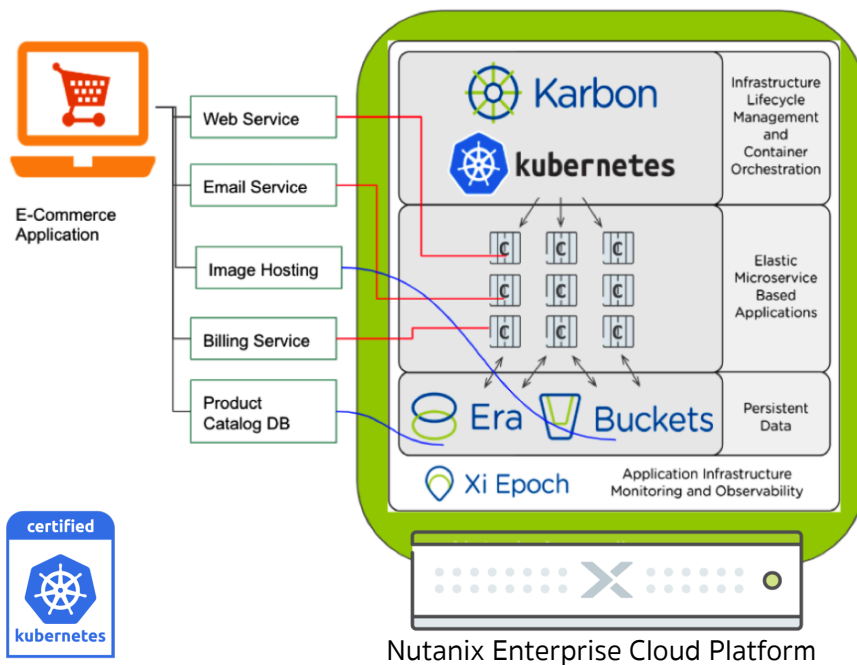 E-Commerce
Application
Web Service
Email Service
Image Hosting
Billing Service
Product
Catalog DB
Karbon
kubernetes
Infrastructure
Lifecycle
Management
and
Container
Orchestration
C C C
C C C
C C C
Elastic
Microservice
Based
Applications
Era
Buckets
Persistent
Data
Xi Epoch
Application Infrastructure
Monitoring and Observability
certified
kubernetes
Nutanix Enterprise Cloud Platform